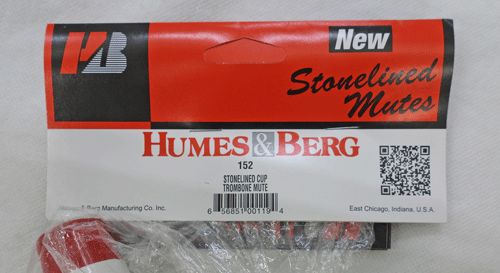 New
Stonelined
Mutes
HUMES & BERG
152
STONELINED CUP
TROMBONE MUTE
& Berg Manufacturing Co. Inc.
6 56851 00119 4
East Chicago, Indiana, U.S.A.